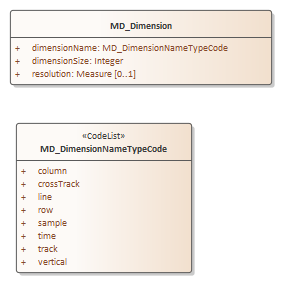 MD_Dimension
+ dimensionName: MD_DimensionNameTypeCode
+ dimensionSize: Integer
+ resolution: Measure [0..1]
«CodeList»
MD_DimensionNameTypeCode
+ column
+ crossTrack
+ line
+ row
+ sample
+ time
+ track
+ vertical